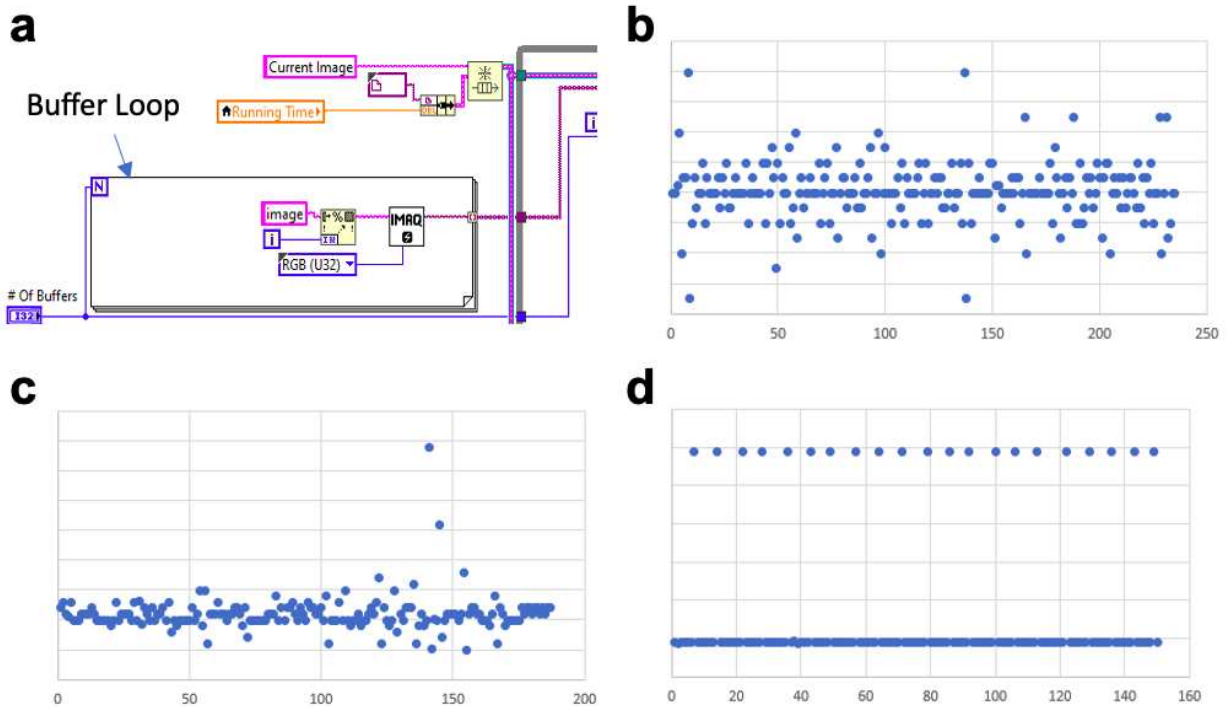 a
Current Image
Running Time
Buffer Loop
N
image
i
RGB (U32)
IMAQ
# Of Buffers
I32
i
b
0 50 100 150 200 250
c
0 50 100 150 200
d
0 20 40 60 80 100 120 140 160